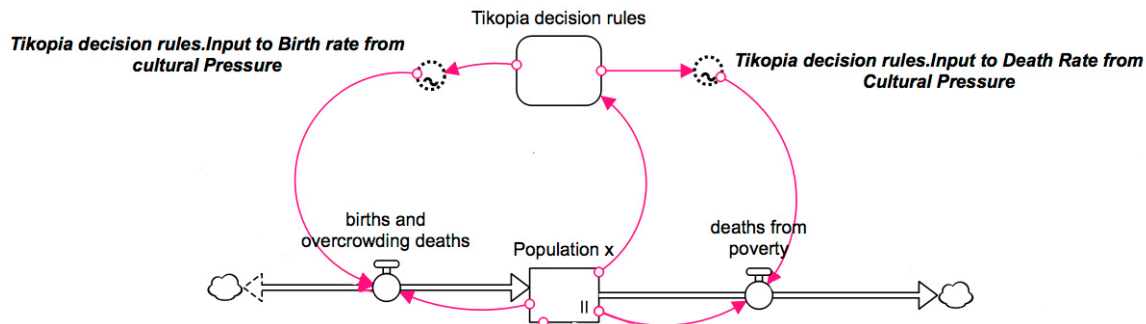 Tikopia decision rules
Tikopia decision rules.Input to Birth rate from
cultural Pressure
Tikopia decision rules.Input to Death Rate from
Cultural Pressure
births and
overcrowding deaths
Population x
deaths from
poverty